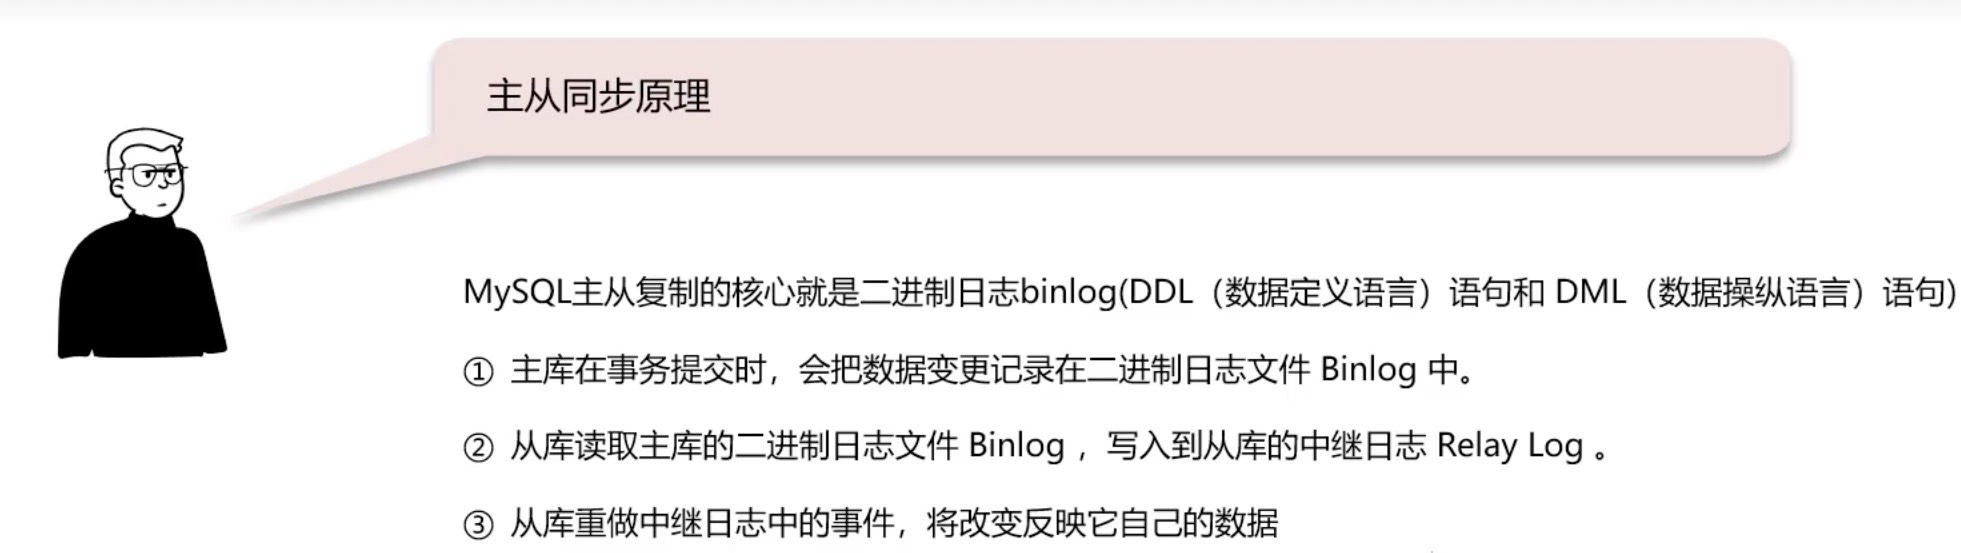 主从同步原理
MySQL主从复制的核心就是二进制日志binlog(DDL（数据定义语言）语句和 DML（数据操纵语言）语句)
① 主库在事务提交时，会把数据变更记录在二进制日志文件 Binlog 中。
② 从库读取主库的二进制日志文件 Binlog ，写入到从库的中继日志 Relay Log 。
③ 从库重做中继日志中的事件，将改变反映它自己的数据